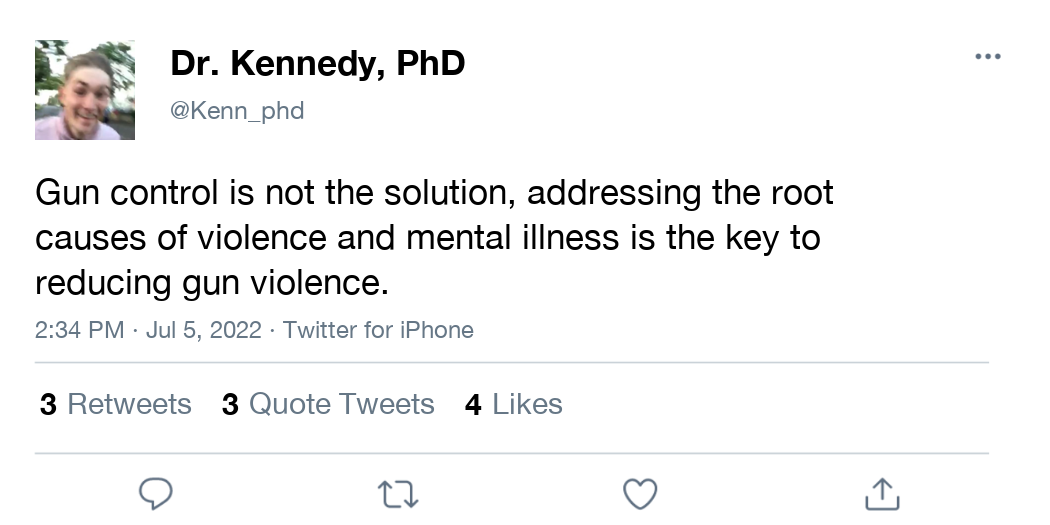 Dr. Kennedy, PhD
@Kenn_phd
Gun control is not the solution, addressing the root
causes of violence and mental illness is the key to
reducing gun violence.
2:34 PM · Jul 5, 2022 · Twitter for iPhone
3 Retweets 3 Quote Tweets 4 Likes